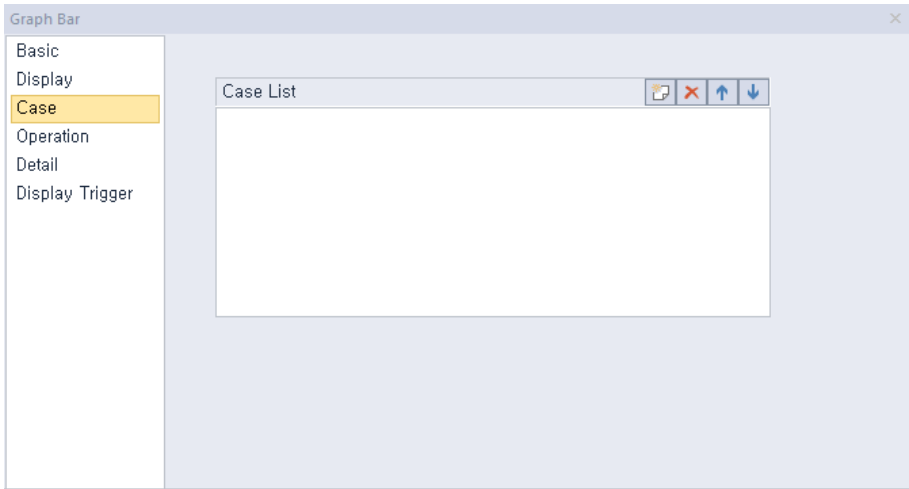 Graph Bar
Basic
Display
Case
Operation
Detail
Display Trigger
Case List